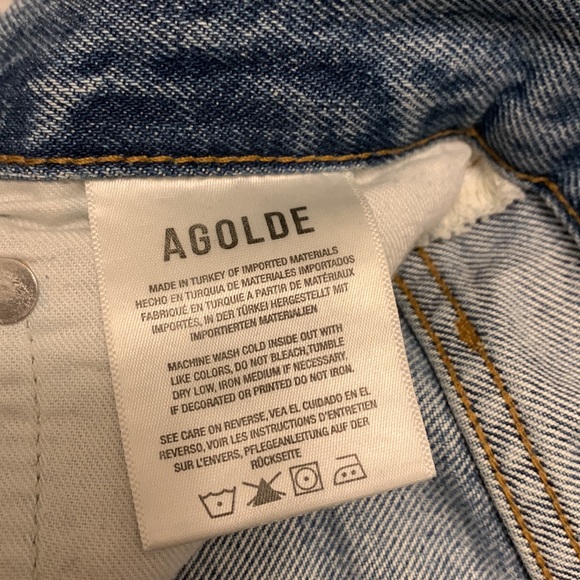 AGOLDE
MADE IN TURKEY OF IMPORTED MATERIALS
HECHO EN TURQUIA DE MATERIALES IMPORTADOS
FABRIQUÉ EN TURQUIE A PARTIR DE MATÉRIAUX
IMPORTÉS, IN DER TÜRKEI HERGESTELLT MIT
IMPORTIERTEN MATERIALIEN
MACHINE WASH COLD INSIDE OUT WITH
LIKE COLORS, DO NOT BLEACH,TUMBLE
DRY LOW, IRON MEDIUM IF NECESSARY,
IF DECORATED OR PRINTED DO NOT IRON.
SEE CARE ON REVERSE, VEA EL CUIDADO EN EL
REVERSO, VOIR LES INSTRUCTIONS D'ENTRETIEN
SUR L'ENVERS, PFLEGEANLEITUNG AUF DER
RÜCKSEITE